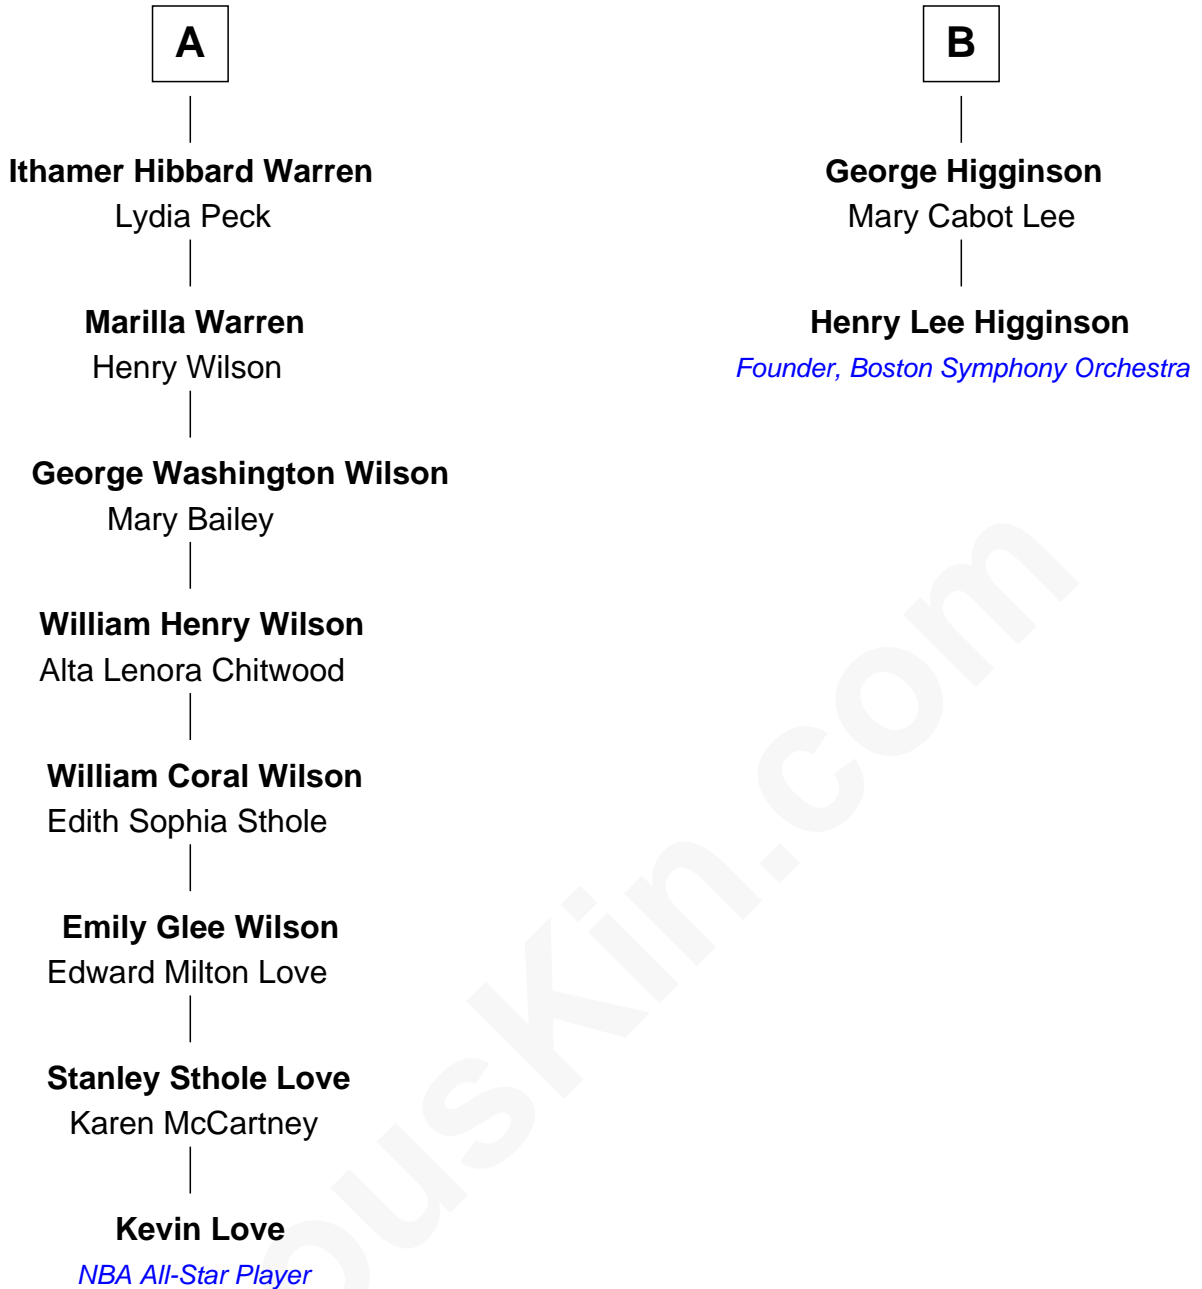 A
Ithamer Hibbard Warren
Lydia Peck
Marilla Warren
Henry Wilson
George Washington Wilson
Mary Bailey
William Henry Wilson
Alta Lenora Chitwood
William Coral Wilson
Edith Sophia Sthole
Emily Glee Wilson
Edward Milton Love
Stanley Sthole Love
Karen McCartney
Kevin Love
NBA All-Star Player
B
George Higginson
Mary Cabot Lee
Henry Lee Higginson
Founder, Boston Symphony Orchestra
ousKin.com